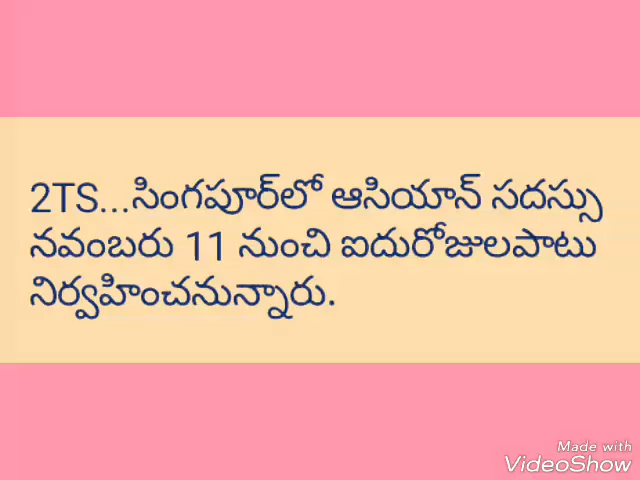 2TS...సింగపూర్‌లో ఆసియాన్ సదస్సు
నవంబరు 11 నుంచి ఐదురోజులపాటు
నిర్వహించనున్నారు.
Made with
VideoShow